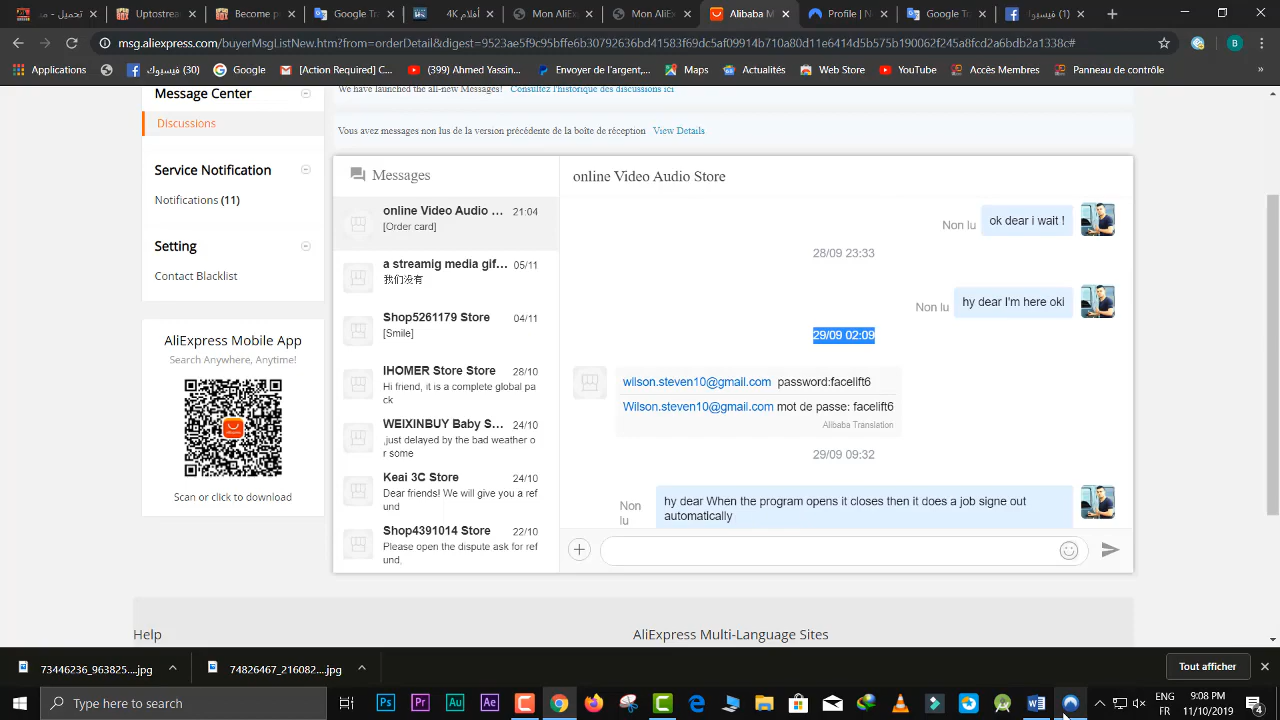 Uptostrea
Become p
Google Tr
أفلام 4K
Mon AliEx
Mon AliE
Alibaba M
Profile | N
Google Tr
فيسبوك (1)
msg.aliexpress.com/buyerMsgListNew.htm?from=orderDetail&digest=9523ae5f9c95bffe6b30792636bd41583f69dc5af09914b710a80d11e6414d5b575b190062f245a8fcd2a6bdb2a1338c#
B
Applications
فيسبوك (30)
Google
[Action Required] C...
(399) Ahmed Yassin...
Envoyer de l'argent,...
Maps
Actualités
Web Store
YouTube
Accés Membres
Panneau de contrôle
»
Message Center
Discussions
Service Notification
Notifications (11)
Setting
Contact Blacklist
AliExpress Mobile App
Search Anywhere, Anytime!
Scan or click to download
We have launched the all-new Messages! Consultez l'historique des discussions ici
Vous avez messages non lus de la version précédente de la boîte de réception View Details
Messages
online Video Audio ... 21:04
[Order card]
a streamig media gif... 05/11
我们没有
Shop5261179 Store 04/11
[Smile]
IHOMER Store Store 28/10
Hi friend, it is a complete global pa
ck
WEIXINBUY Baby S... 24/10
,just delayed by the bad weather o
r some
Keai 3C Store 24/10
Dear friends! We will give you a ref
und
Shop4391014 Store 22/10
Please open the dispute ask for ref
und,
online Video Audio Store
Non lu ok dear i wait !
28/09 23:33
Non lu hy dear I'm here oki
29/09 02:09
wilson.steven10@gmail.com password:facelift6
Wilson.steven10@gmail.com mot de passe: facelift6
Alibaba Translation
29/09 09:32
Non
lu
hy dear When the program opens it closes then it does a job signe out
automatically
Help
AliExpress Multi-Language Sites
73446236_963825....jpg
74826467_216082....jpg
Tout afficher
Type here to search
Ps
Pr
Au
Ae
ENG
FR
9:08 PM
11/10/2019
4